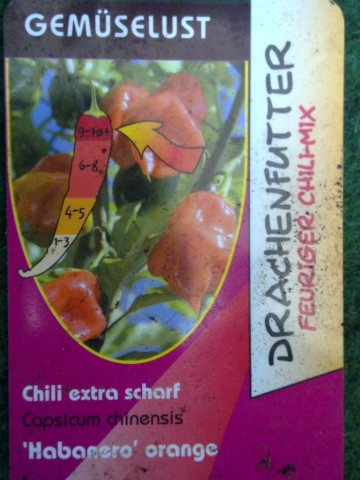 GEMÜSELUST
9-10+
6-8
4-5
1-3
DRACHENFUTTER
FEURIGER CHILI-MIX
Chili extra scharf
Capsicum chinensis
'Habanero' orange